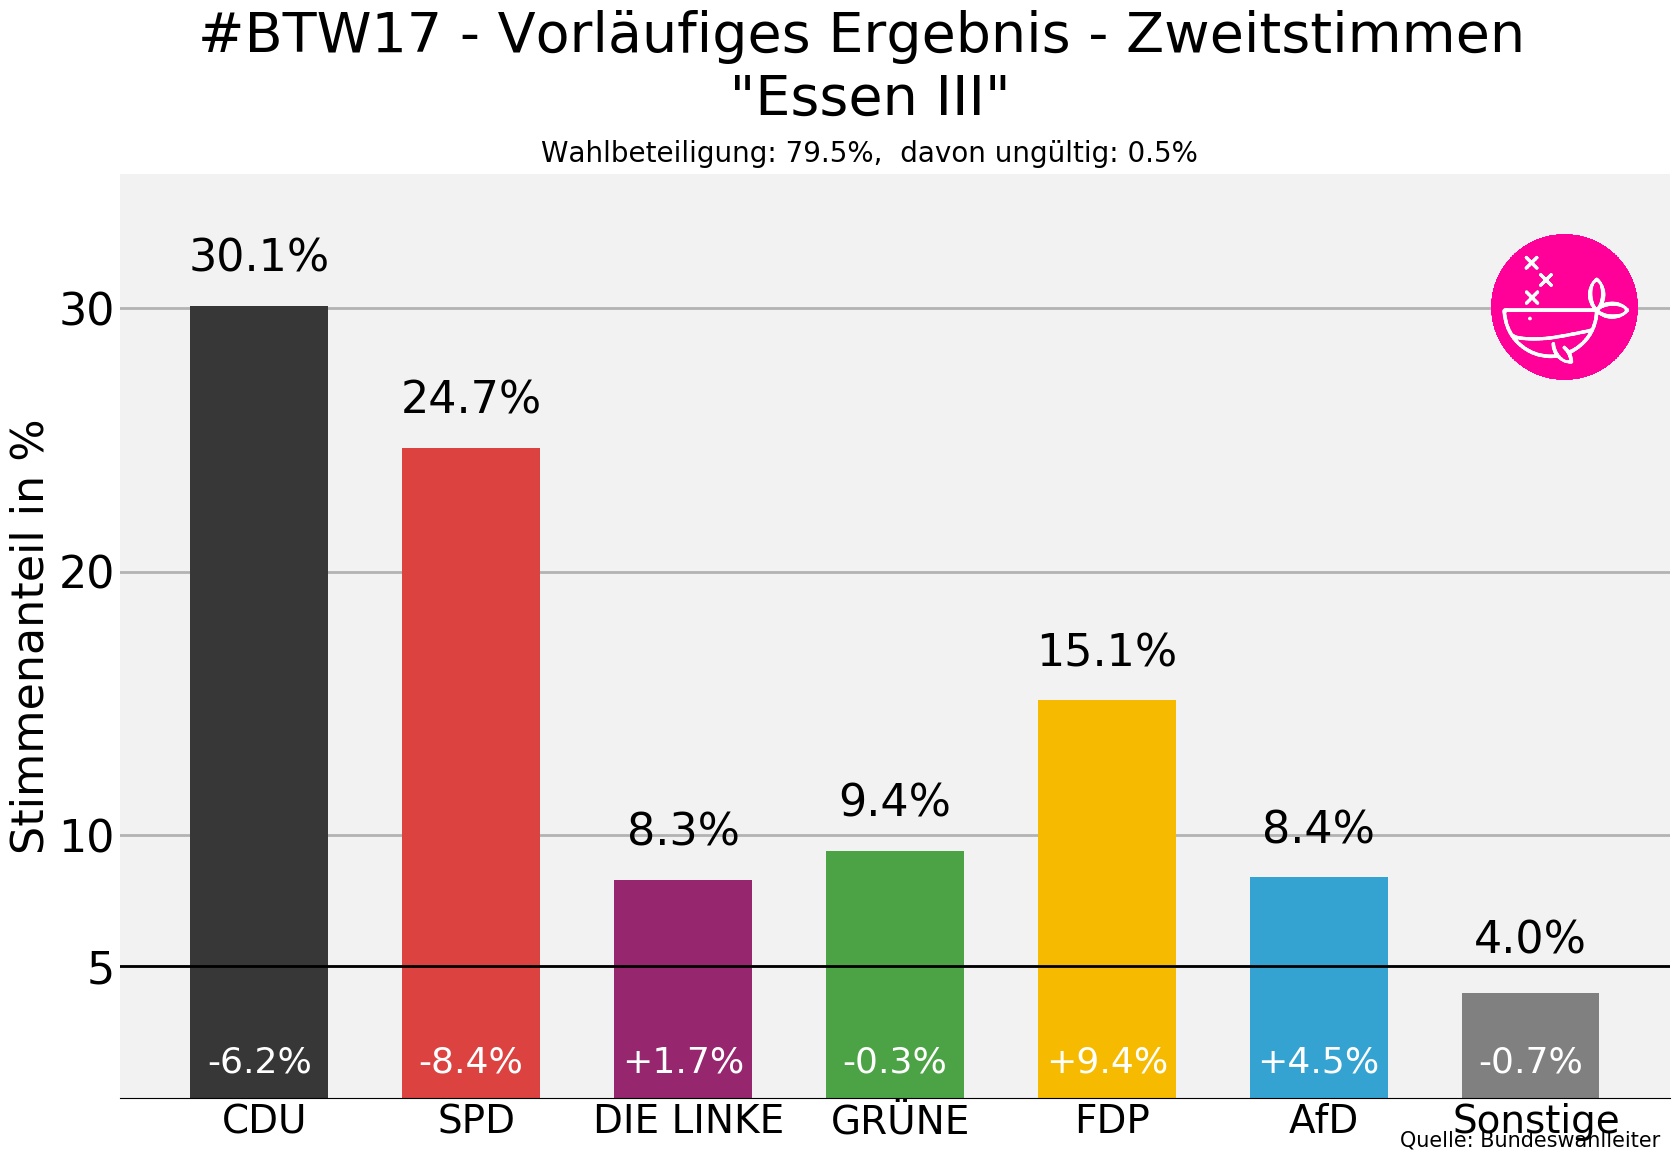 #BTW17 - Vorläufiges Ergebnis - Zweitstimmen
"Essen III"
Wahlbeteiligung: 79.5%,  davon ungültig: 0.5%
Stimmenanteil in %
30
20
10
5
30.1%
24.7%
8.3%
9.4%
15.1%
8.4%
4.0%
-6.2%
-8.4%
+1.7%
-0.3%
+9.4%
+4.5%
-0.7%
CDU
SPD
DIE LINKE
GRÜNE
FDP
AfD
Sonstige
Quelle: Bundeswahlleiter